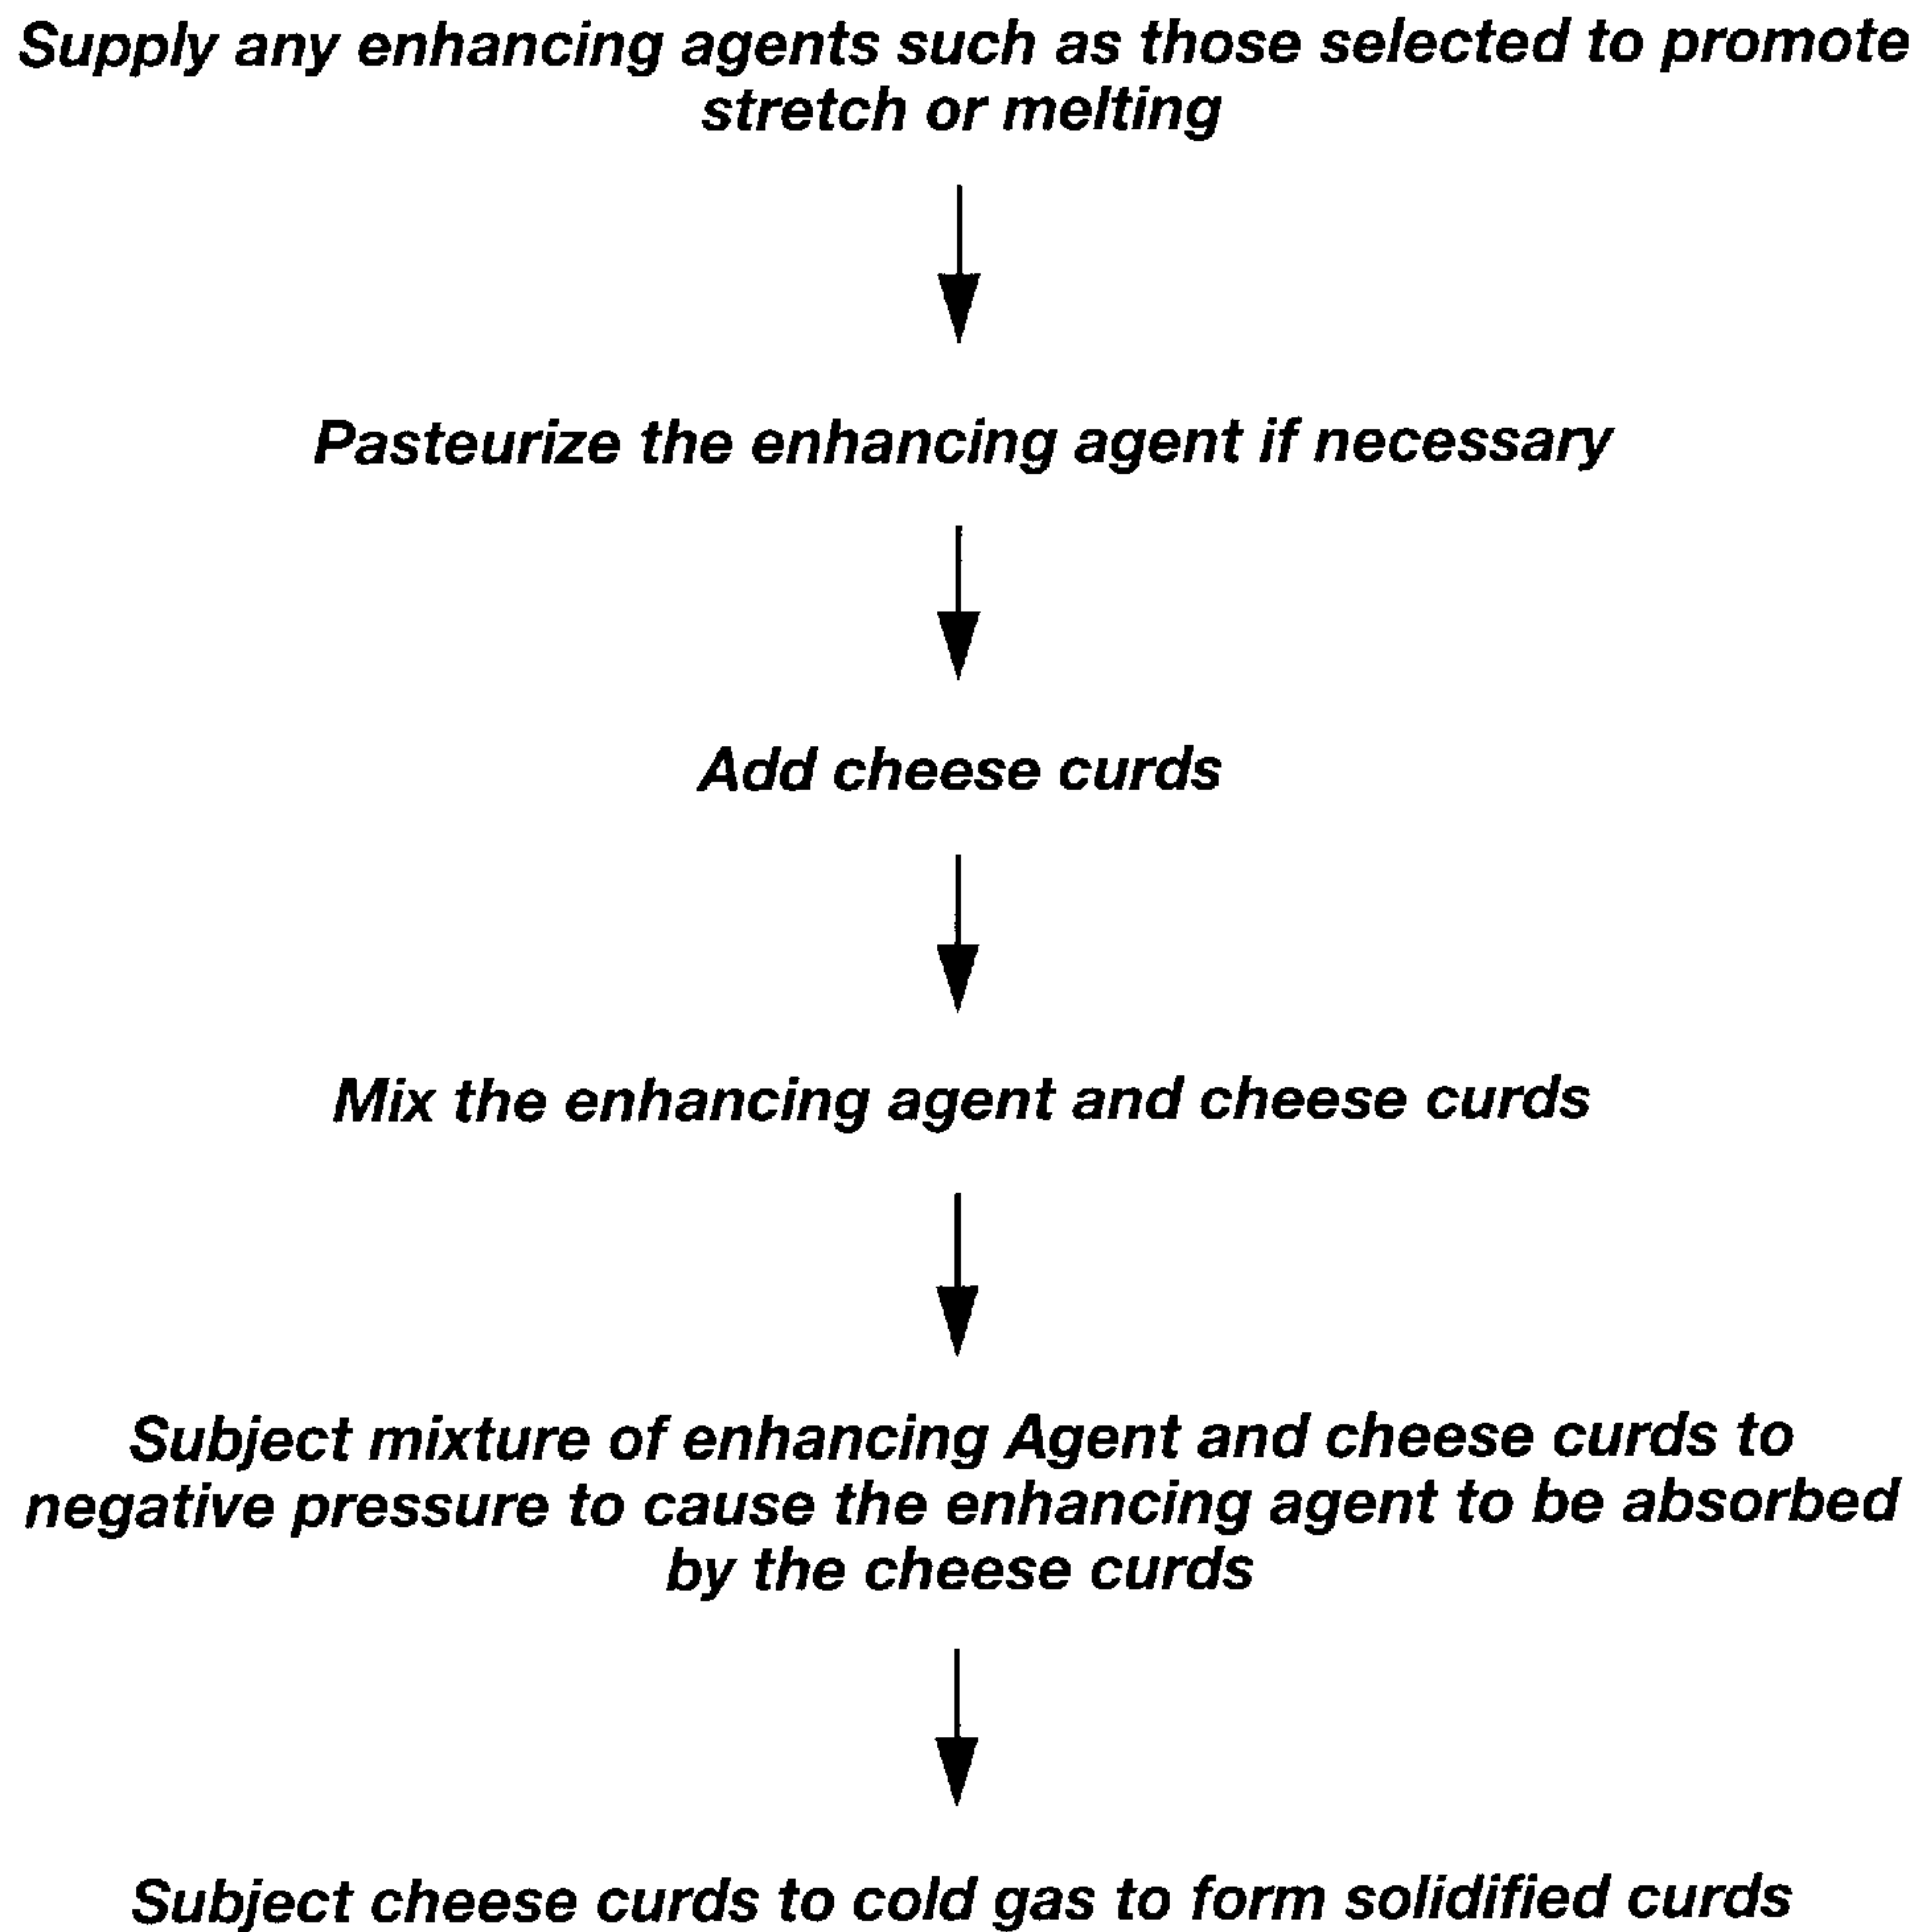 Supply any enhancing agents such as those selected to promote
stretch or melting
Pasteurize the enhancing agent if necessary
Add cheese curds
Mix the enhancing agent and cheese curds
Subject mixture of enhancing Agent and cheese curds to
negative pressure to cause the enhancing agent to be absorbed
by the cheese curds
Subject cheese curds to cold gas to form solidified curds